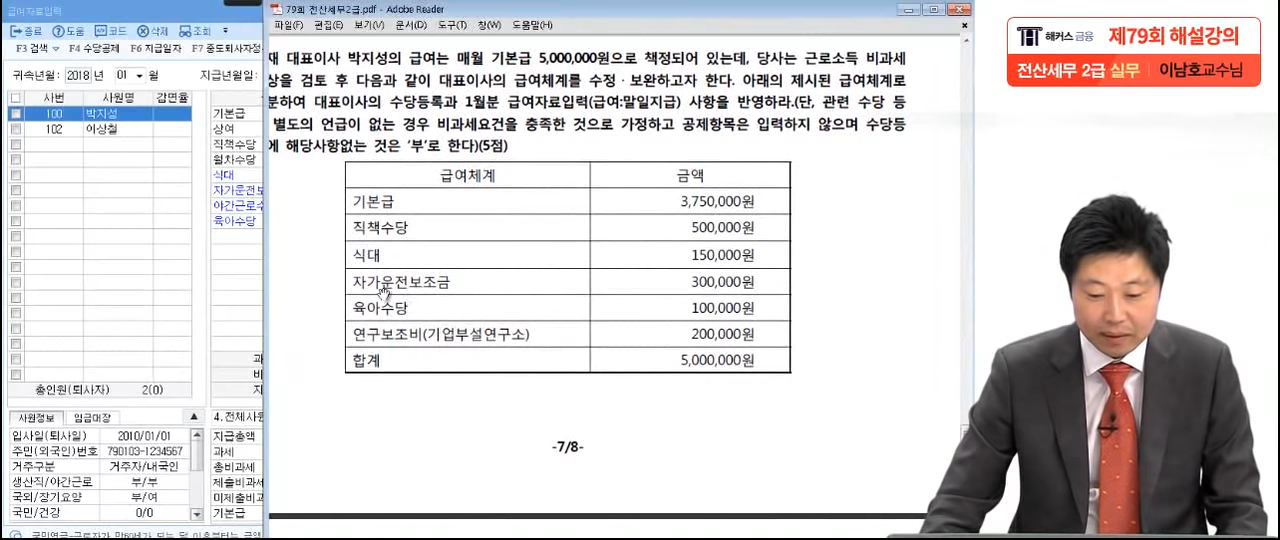 급여자료입력
79회 전산세무2급.pdf - Adobe Reader
파일(F) 편집(E) 보기(V) 문서(D) 도구(T) 창(W) 도움말(H)
종료 도움 코드 삭제 조회
F3 검색 F4 수당공제 F6 지급일자 F7 중도퇴사자정
귀속년월: 2018 년 01 월 지급년월일
사번 사원명 감면율
100 박지성
102 이상철
기본급
상여
직책수당
월차수당
식대
자가운전보
야간근로수
육아수당
총인원(퇴사자) 2(0)
사원정보 임금대장
입사일(퇴사일) 2010/01/01
주민(외국인)번호 790103-1234567
거주구분 거주자/내국인
생산직/야간근로 부/부
국외/장기요양 부/여
국민/건강 0/0
4.전체사원
지급총액
과세
총비과세
제출비과
미제출비과
기본급
재 대표이사 박지성의 급여는 매월 기본급 5,000,000원으로 책정되어 있는데, 당사는 근로소득 비과세
상을 검토 후 다음과 같이 대표이사의 급여체계를 수정ㆍ보완하고자 한다. 아래의 제시된 급여체계로
분하여 대표이사의 수당등록과 1월분 급여자료입력(급여:말일지급) 사항을 반영하라.(단, 관련 수당 등
별도의 언급이 없는 경우 비과세요건을 충족한 것으로 가정하고 공제항목은 입력하지 않으며 수당등
에 해당사항없는 것은 '부'로 한다)(5점)
급여체계 금액
기본급 3,750,000원
직책수당 500,000원
식대 150,000원
자가운전보조금 300,000원
육아수당 100,000원
연구보조비(기업부설연구소) 200,000원
합계 5,000,000원
-7/8-
해커스 금융 제79회 해설강의
전산세무 2급 실무 이남호교수님